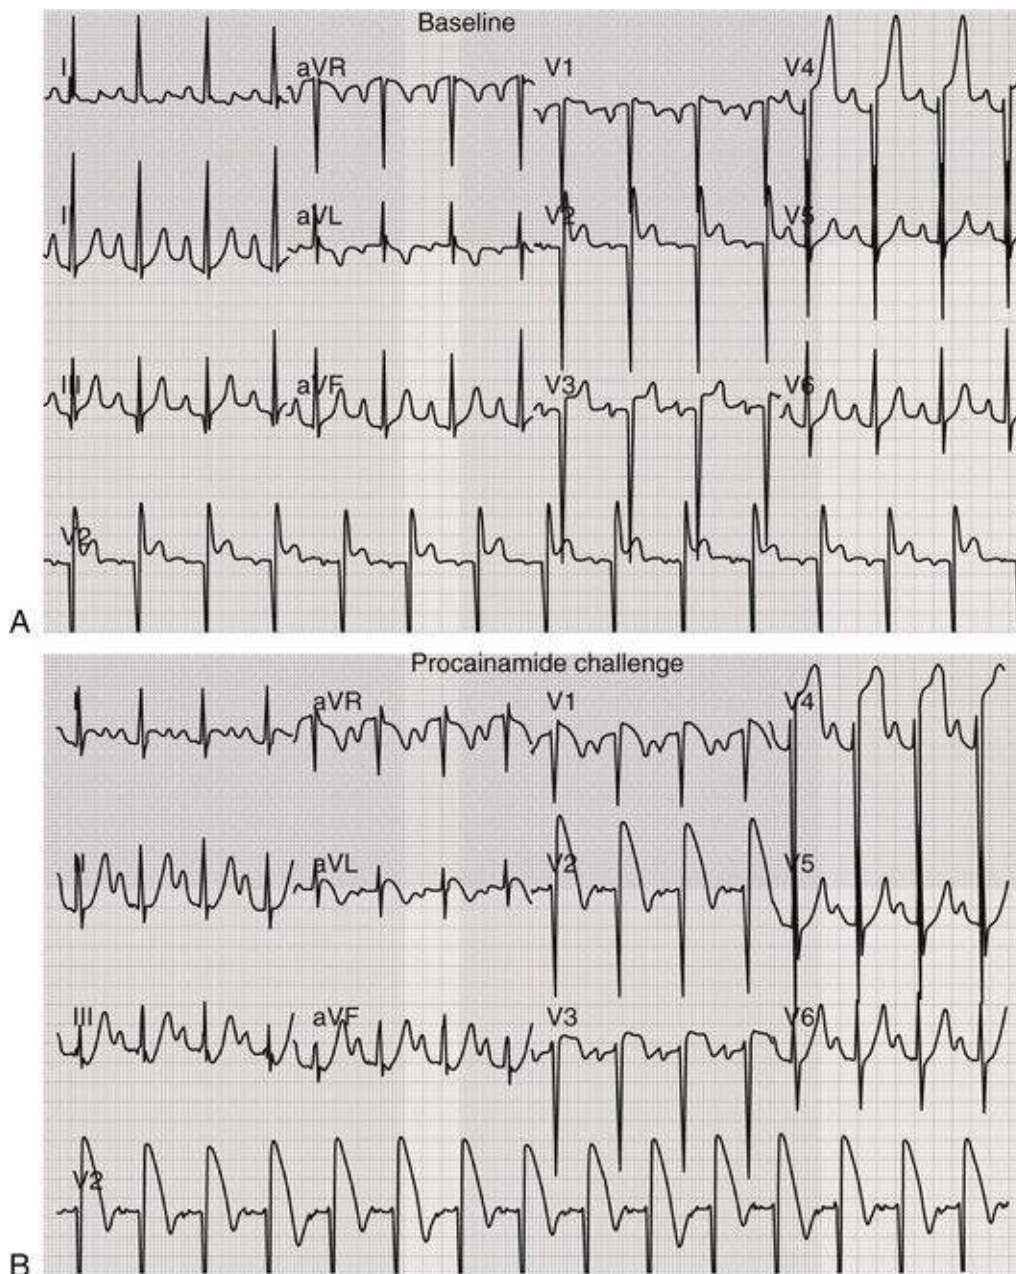 Baseline
I aVR V1 V4
II aVL V2 V5
III aVF V3 V6
V2
A
Procainamide challenge
I aVR V1 V4
II aVL V2 V5
III aVF V3 V6
V2
B